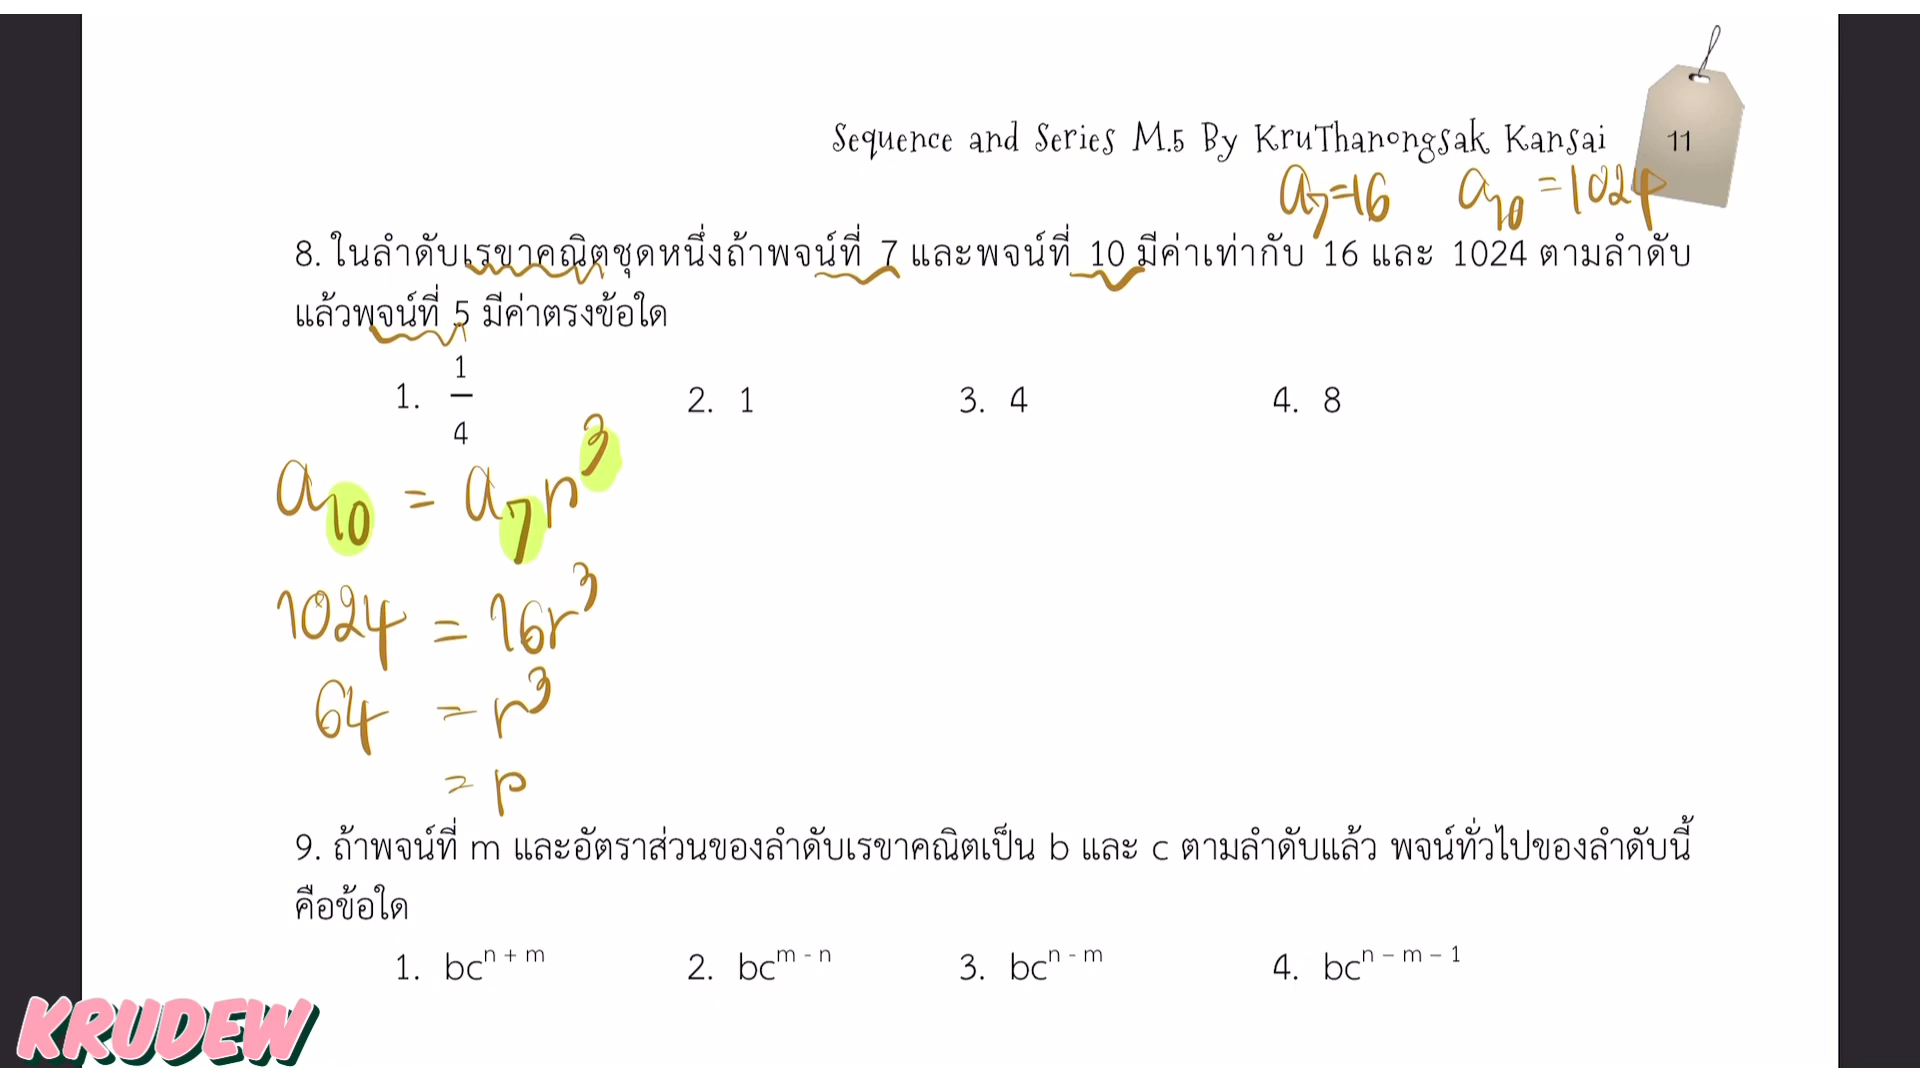 Sequence and Series M.5 By KruThanongsak Kansai 11
a₇=16 a₁₀=1024
8. ในลำดับเรขาคณิตชุดหนึ่งถ้าพจน์ที่ 7 และพจน์ที่ 10 มีค่าเท่ากับ 16 และ 1024 ตามลำดับ
แล้วพจน์ที่ 5 มีค่าตรงข้อใด
1. 1/4 2. 1 3. 4 4. 8
a₁₀ = a₇r³
1024 = 16r³
64 = r³
= r
9. ถ้าพจน์ที่ m และอัตราส่วนของลำดับเรขาคณิตเป็น b และ c ตามลำดับแล้ว พจน์ทั่วไปของลำดับนี้
คือข้อใด
1. bc^{n + m} 2. bc^{m - n} 3. bc^{n - m} 4. bc^{n – m – 1}
KRUDEW